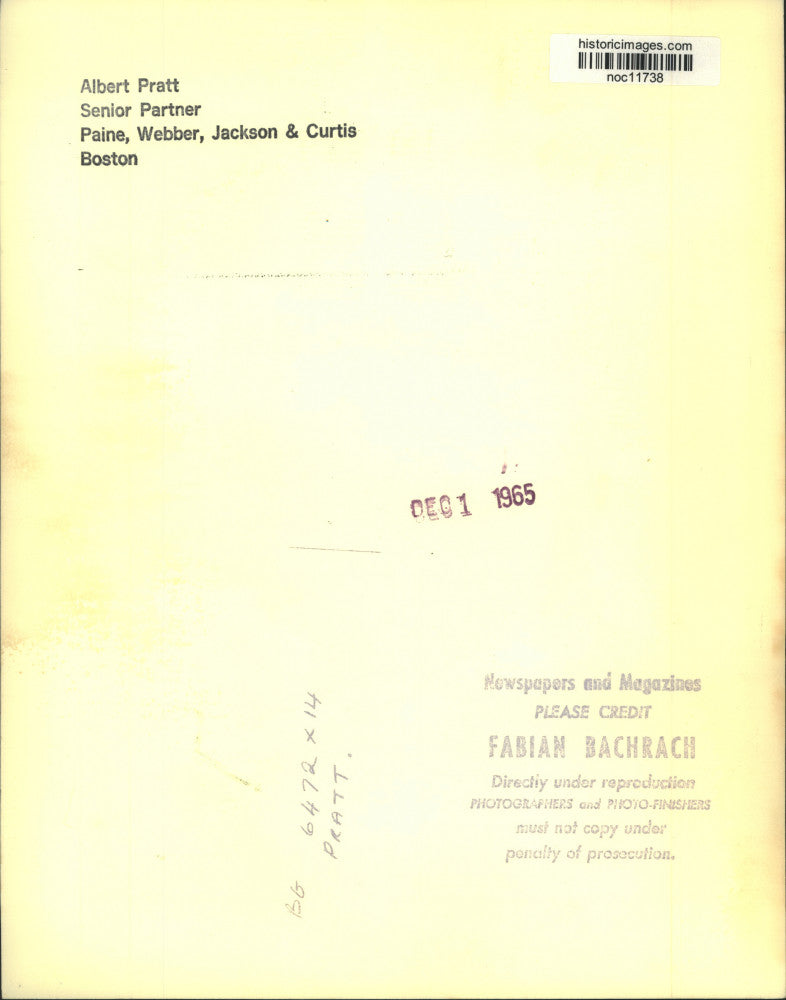 historicimages.com
noc11738
Albert Pratt
Senior Partner
Paine, Webber, Jackson & Curtis
Boston
DEC 1 1965
Newspapers and Magazines
PLEASE CREDIT
FABIAN BACHRACH
Directly under reproduction
PHOTOGRAPHERS and PHOTO-FINISHERS
must not copy under
penalty of prosecution.
BG 6472 x 14
PRATT.